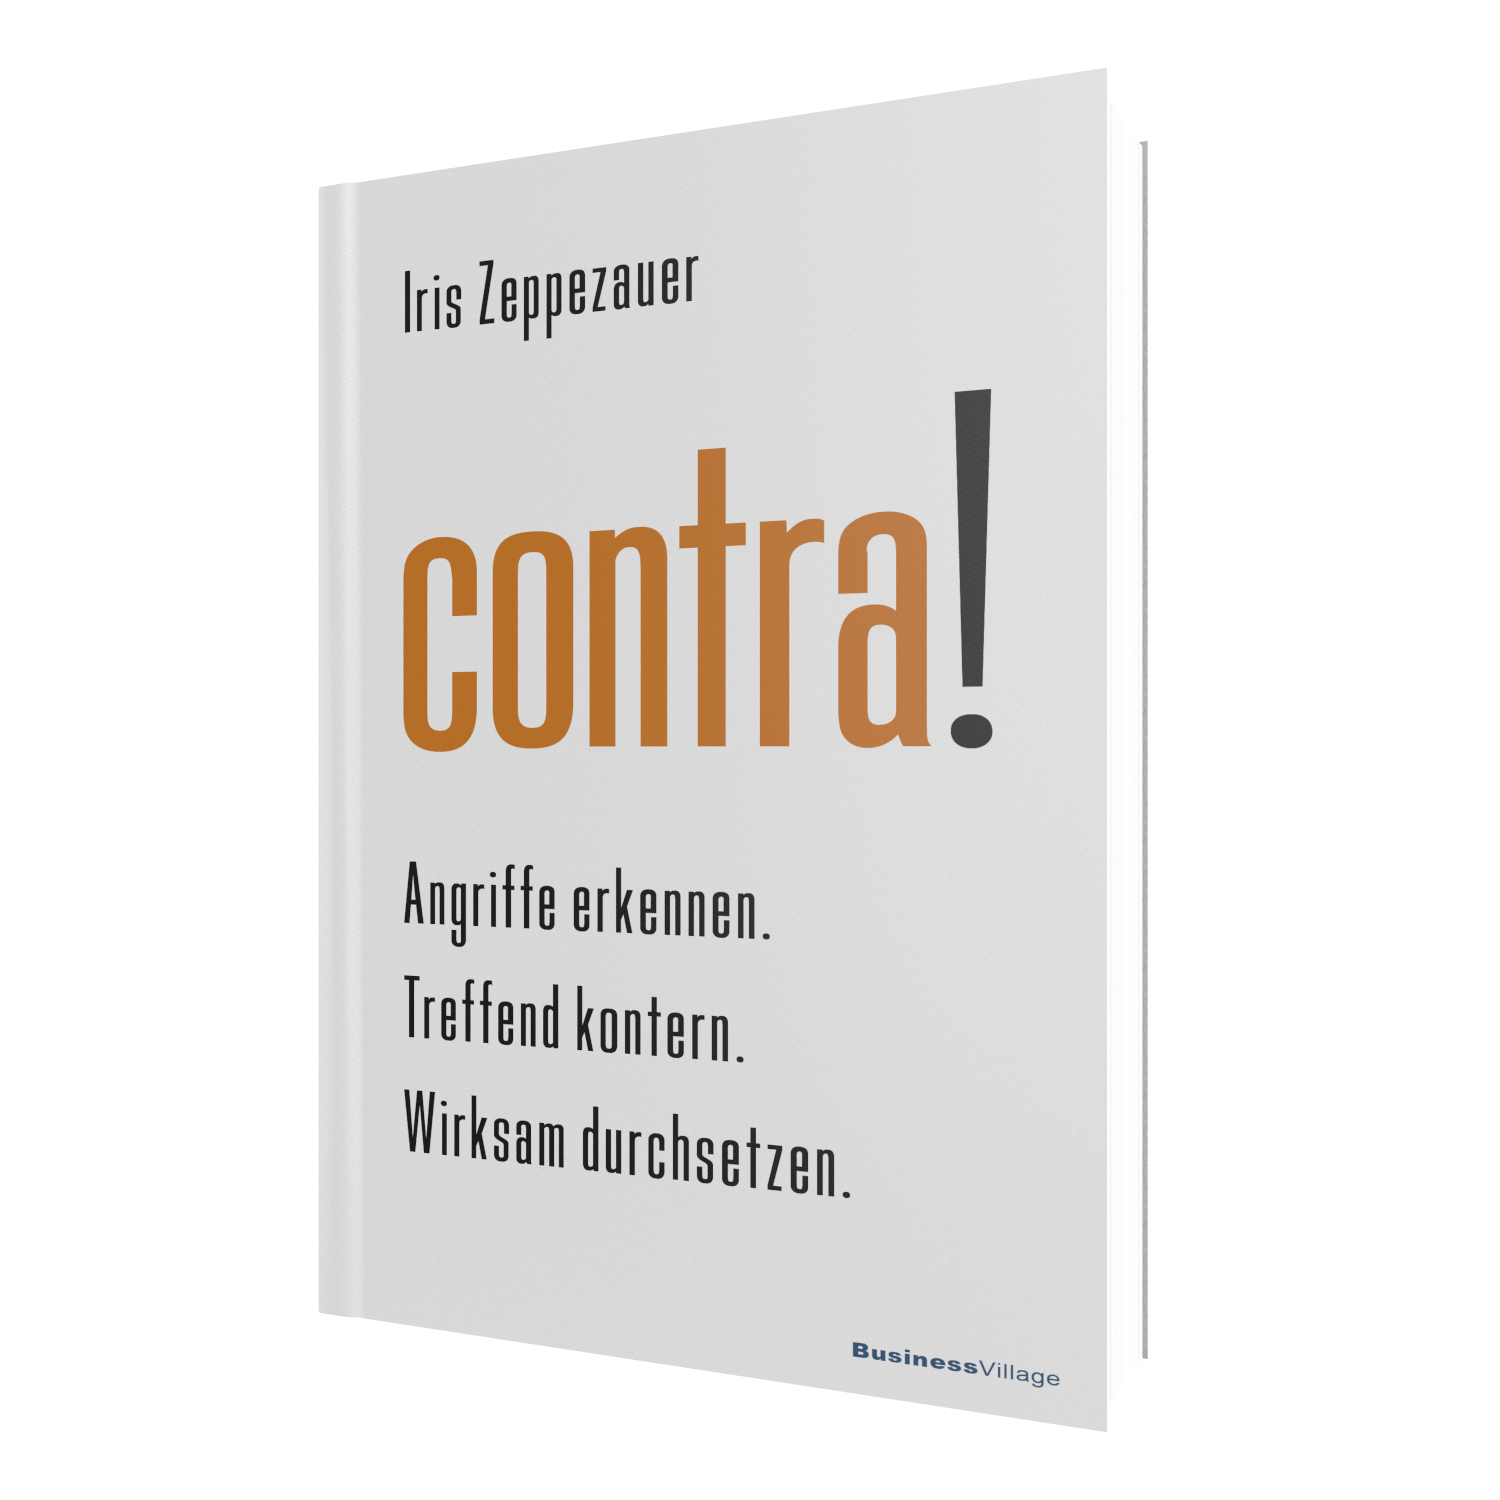 Iris Zeppezauer
contra!
Angriffe erkennen.
Treffend kontern.
Wirksam durchsetzen.
BusinessVillage